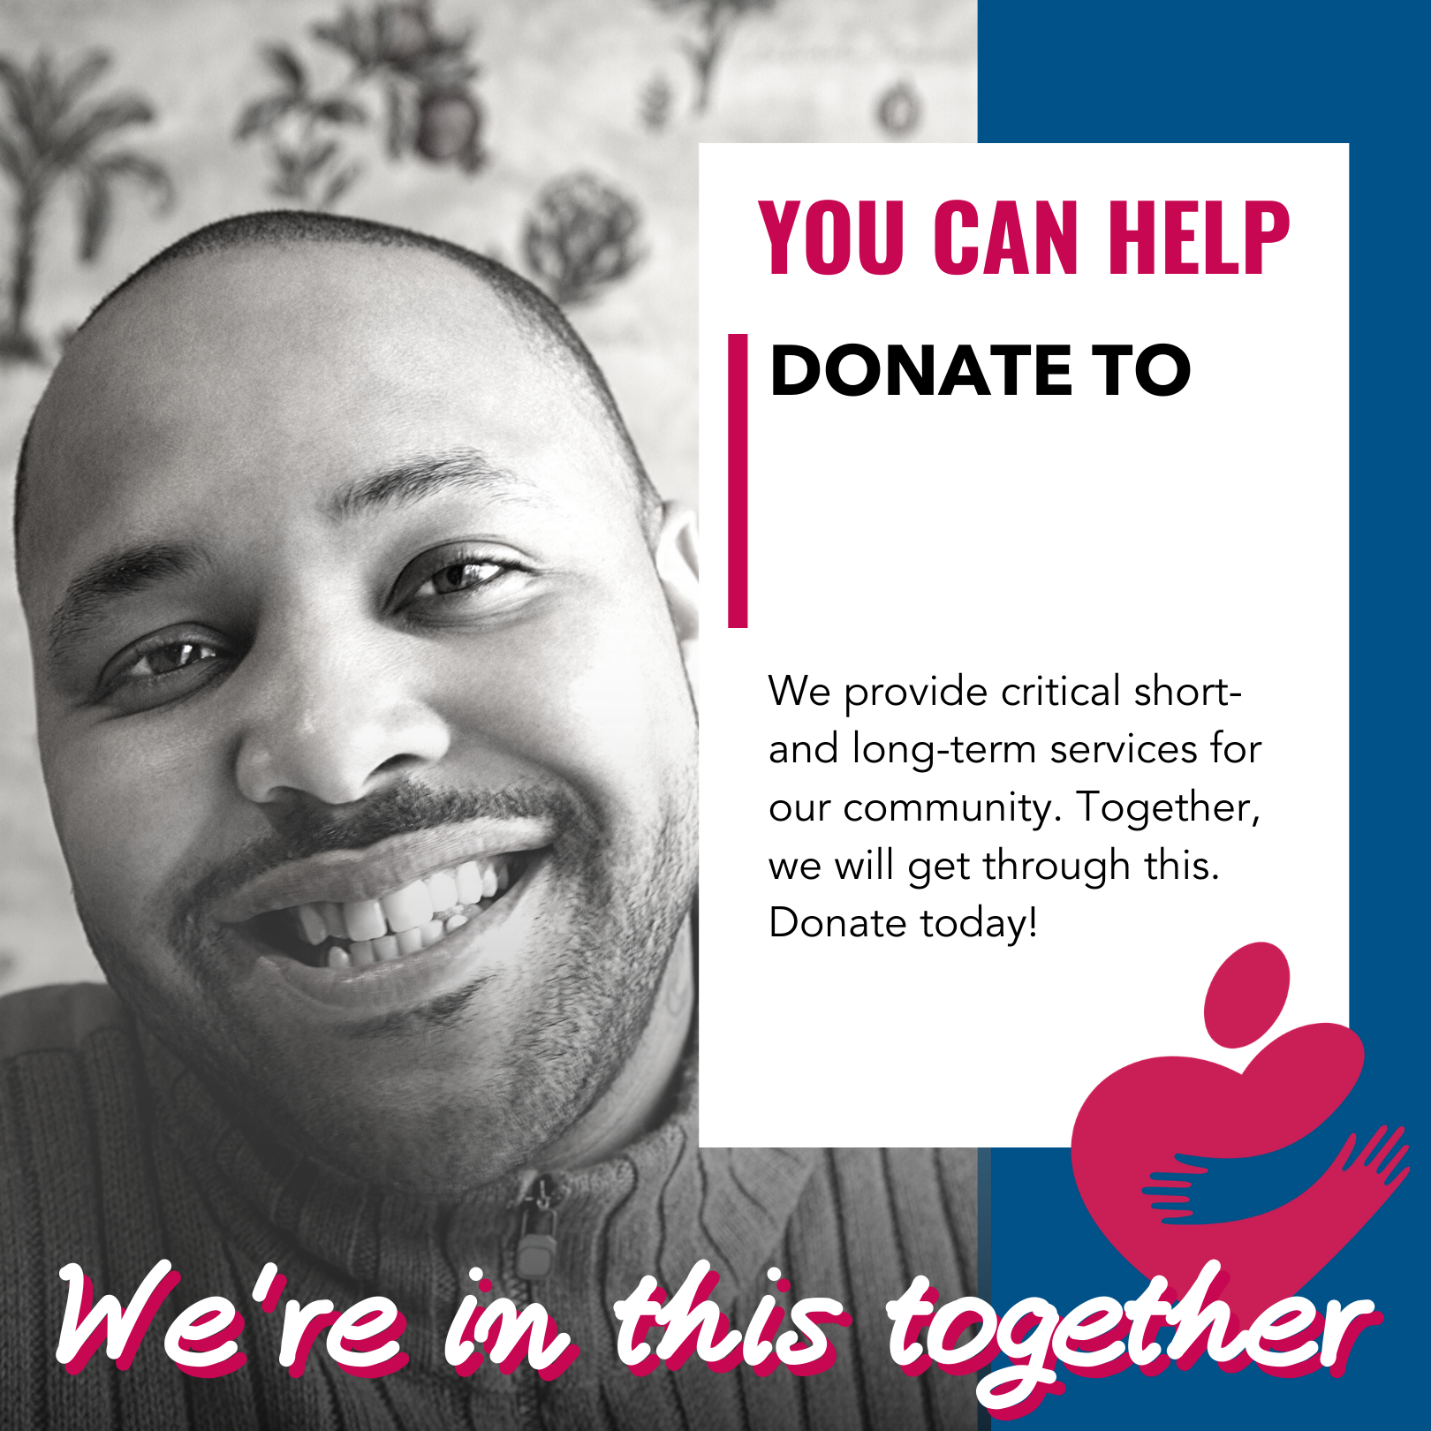 YOU CAN HELP
DONATE TO
We provide critical short-
and long-term services for
our community. Together,
we will get through this.
Donate today!
We're in this together